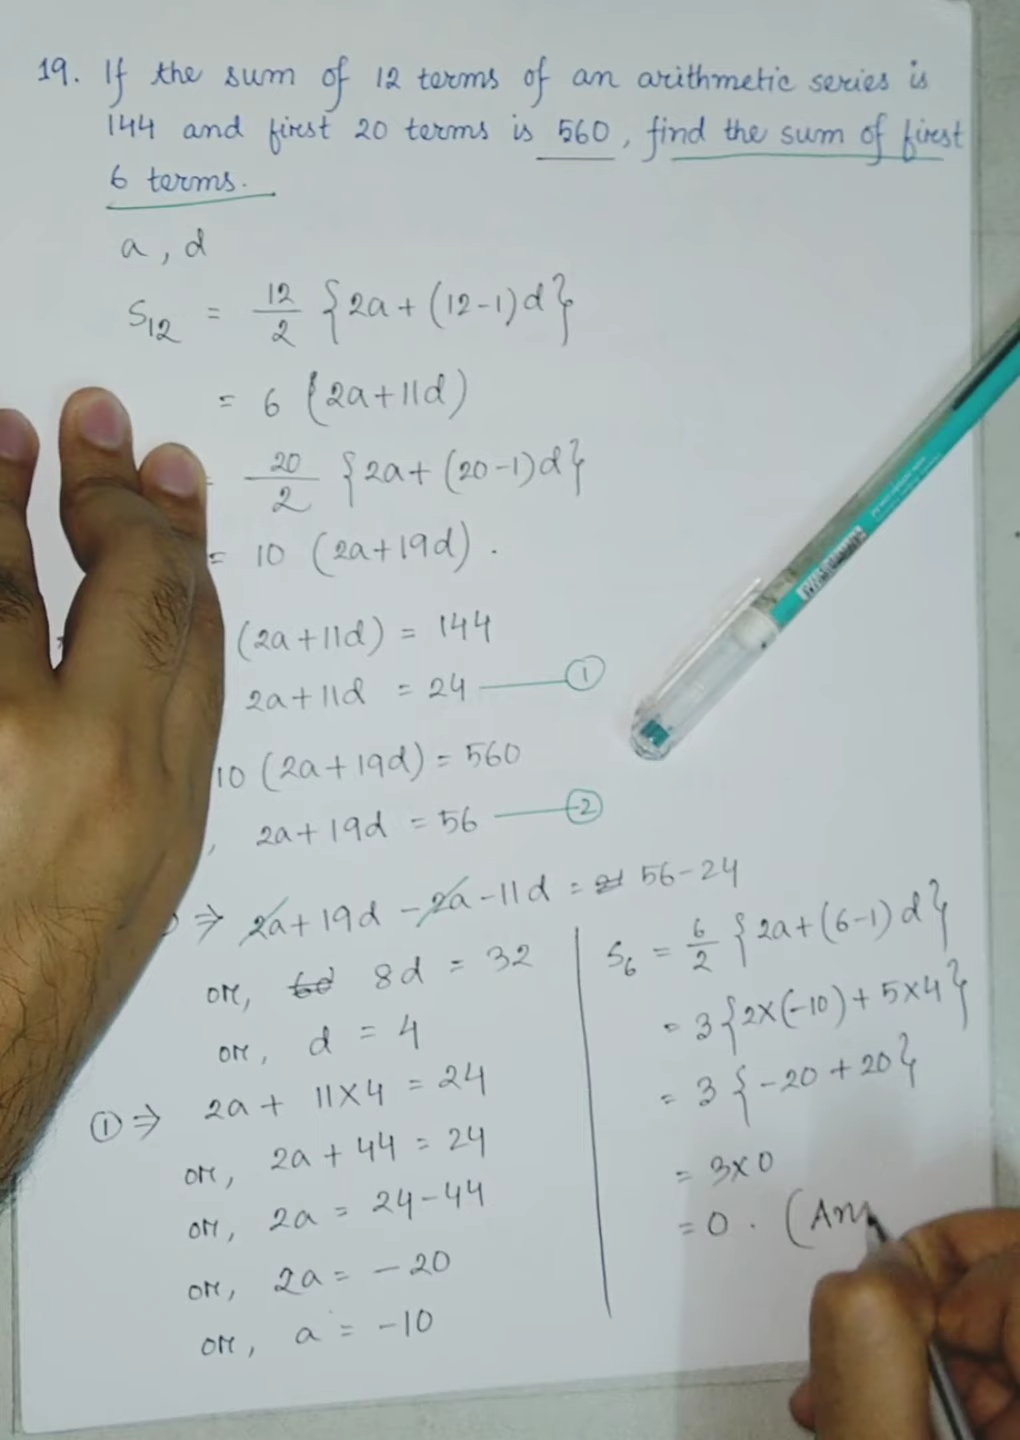 19. If the sum of 12 terms of an arithmetic series is
144 and first 20 terms is 560, find the sum of first
6 terms.
a, d
S₁₂ = 12/2 {2a+(12-1)d}
= 6 (2a+11d)
= 20/2 {2a+(20-1)d}
= 10 (2a+19d).
(2a+11d) = 144
2a+11d = 24 —— ①
10 (2a+19d) = 560
, 2a+19d = 56 —— ②
⇒ 2a+19d -2a-11d = 56-24
or, 8d = 32
or, d = 4
① ⇒ 2a + 11×4 = 24
or, 2a + 44 = 24
or, 2a = 24-44
or, 2a = -20
or, a = -10
S₆ = 6/2 {2a+(6-1)d}
= 3{2×(-10)+5×4}
= 3{-20+20}
= 3×0
= 0. (An